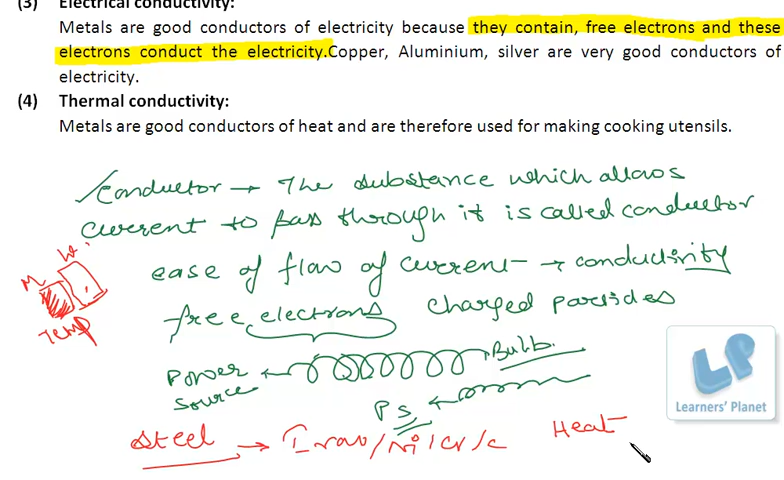 (3) Electrical conductivity:
Metals are good conductors of electricity because they contain, free electrons and these
electrons conduct the electricity.Copper, Aluminium, silver are very good conductors of
electricity.
(4) Thermal conductivity:
Metals are good conductors of heat and are therefore used for making cooking utensils.
Conductor → The substance which allows
current to pass through it is called conductor
M W.
ease of flow of current → conductivity
Temp
free electrons charged particles
Power Source Bulb.
P S
LP
Learners' Planet
Steel → Iron/Ni/Cr/c Heat